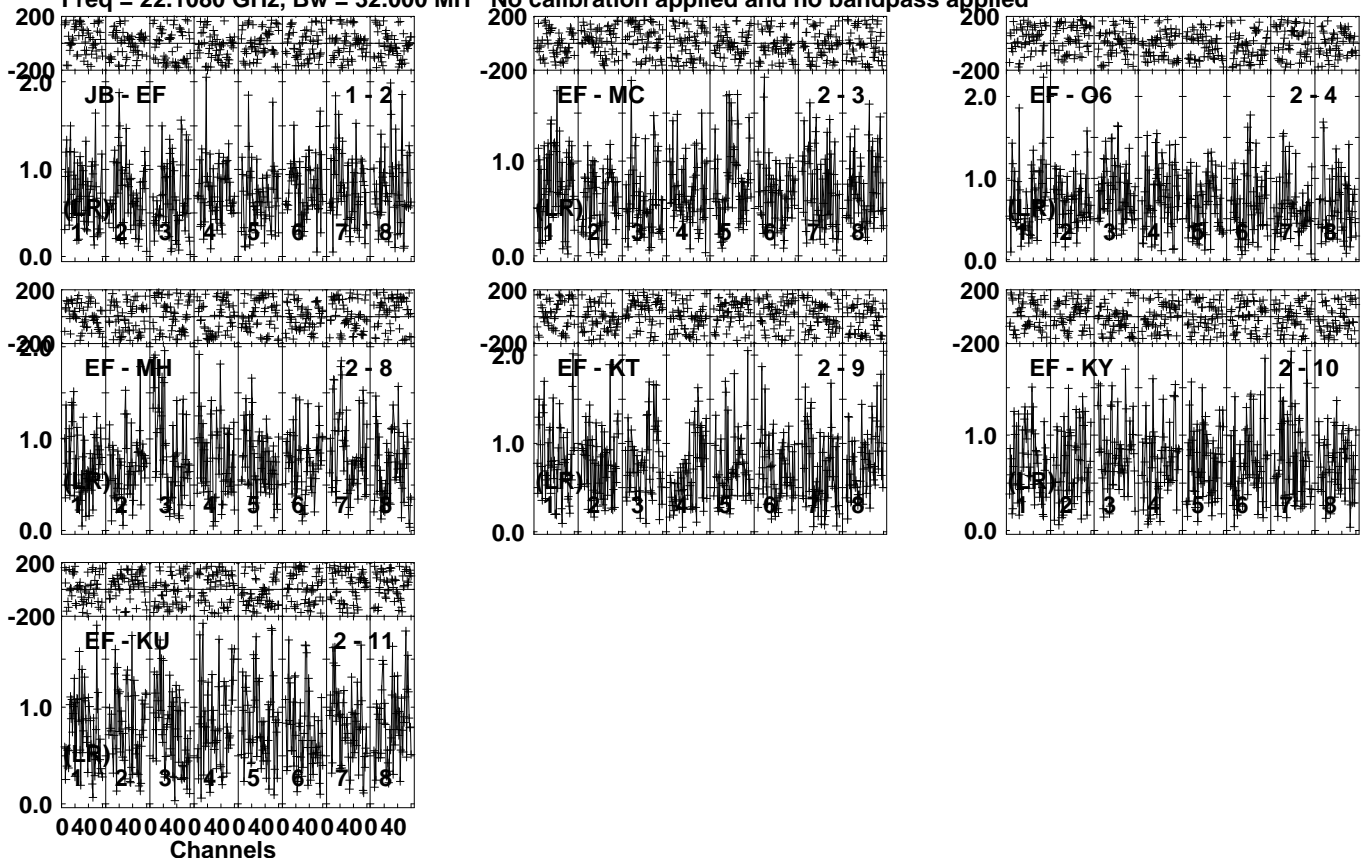 Freq = 22.1080 GHz, Bw = 32.000 MH No calibration applied and no bandpass applied
200
-200
2.0
1.0
0.0
JB - EF 1 - 2
(LR)
1 2 3 4 5 6 7 8
200
-200
1.0
0.0
EF - MC 2 - 3
(LR)
1 2 3 4 5 6 7 8
200
-200
2.0
1.0
0.0
EF - O6 2 - 4
(LR)
1 2 3 4 5 6 7 8
200
-200
2.0
1.0
0.0
EF - MH 2 - 8
(LR)
1 2 3 4 5 6 7 8
200
-200
2.0
1.0
0.0
EF - KT 2 - 9
(LR)
1 2 3 4 5 6 7 8
200
-200
1.0
0.0
EF - KY 2 - 10
(LR)
1 2 3 4 5 6 7 8
200
-200
1.0
0.0
EF - KU 2 - 11
(LR)
1 2 3 4 5 6 7 8
0 40 0 40 0 40 0 40 0 40 0 40 0 40 0 40
Channels